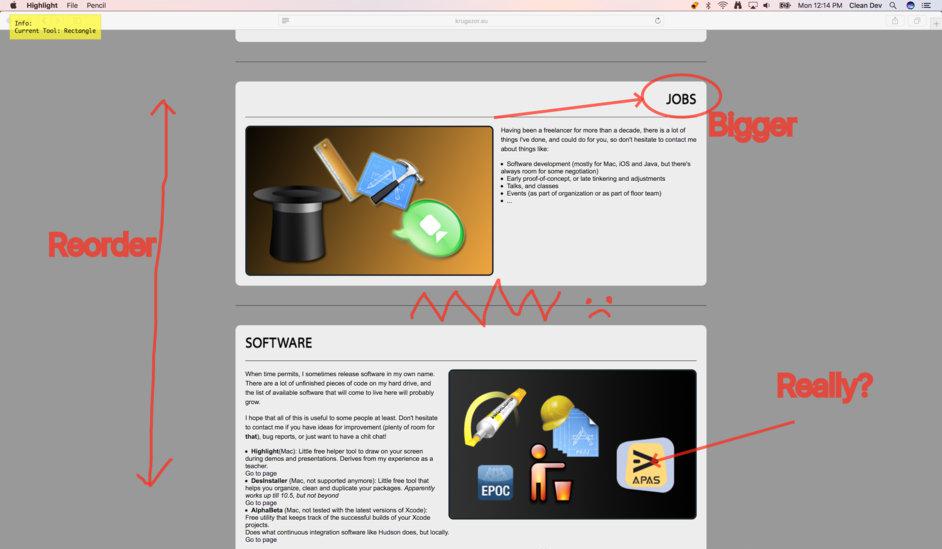 Highlight File Pencil
Mon 12:14 PM Clean Dev
Info:
Current Tool: Rectangle
krugazor.eu
JOBS
Bigger
Having been a freelancer for more than a decade, there is a lot of
things I've done, and could do for you, so don't hesitate to contact me
about things like:
• Software development (mostly for Mac, iOS and Java, but there's
always room for some negotiation)
• Early proof-of-concept, or late tinkering and adjustments
• Talks, and classes
• Events (as part of organization or as part of floor team)
• ...
Reorder
SOFTWARE
When time permits, I sometimes release software in my own name.
There are a lot of unfinished pieces of code on my hard drive, and
the list of available software that will come to live here will probably
grow.
I hope that all of this is useful to some people at least. Don't hesitate
to contact me if you have ideas for improvement (plenty of room for
that), bug reports, or just want to have a chit chat!
• Highlight(Mac): Little free helper tool to draw on your screen
during demos and presentations. Derives from my experience as a
teacher.
Go to page
• DesInstaller (Mac, not supported anymore): Little free tool that
helps you organize, clean and duplicate your packages. Apparently
works up till 10.5, but not beyond
Go to page
• AlphaBeta (Mac, not tested with the latest versions of Xcode):
Free utility that keeps track of the successful builds of your Xcode
projects.
Does what continuous integration software like Hudson does, but locally.
Go to page
Really?
EPOC
APAS